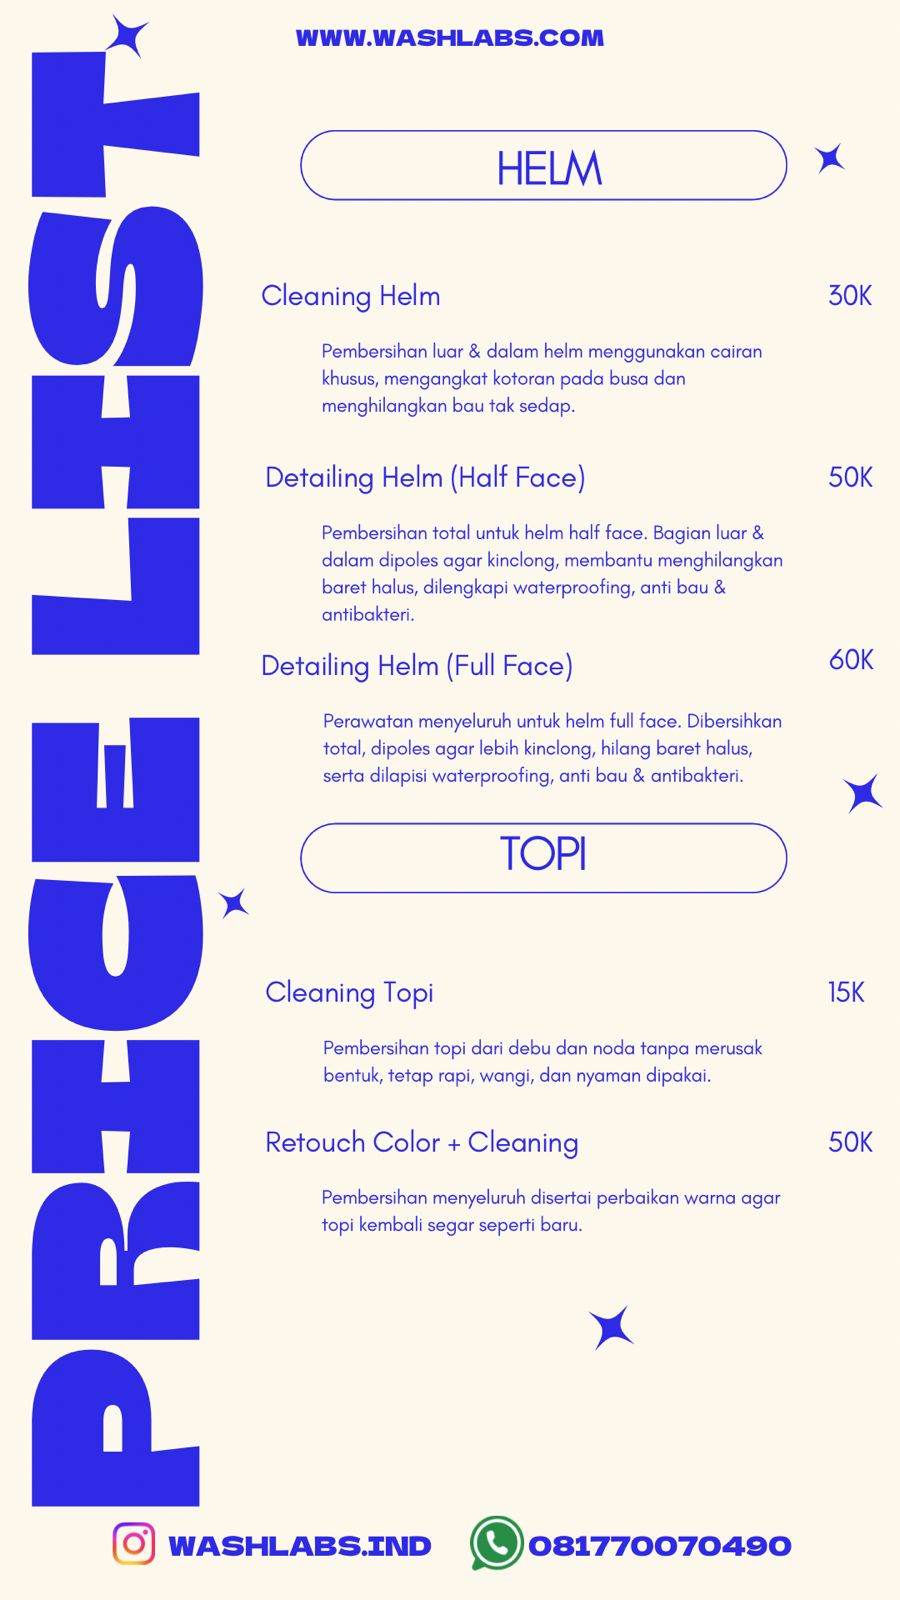 WWW.WASHLABS.COM
PRICE LIST
HELM
Cleaning Helm 30K
Pembersihan luar & dalam helm menggunakan cairan
khusus, mengangkat kotoran pada busa dan
menghilangkan bau tak sedap.
Detailing Helm (Half Face) 50K
Pembersihan total untuk helm half face. Bagian luar &
dalam dipoles agar kinclong, membantu menghilangkan
baret halus, dilengkapi waterproofing, anti bau &
antibakteri.
Detailing Helm (Full Face) 60K
Perawatan menyeluruh untuk helm full face. Dibersihkan
total, dipoles agar lebih kinclong, hilang baret halus,
serta dilapisi waterproofing, anti bau & antibakteri.
TOPI
Cleaning Topi 15K
Pembersihan topi dari debu dan noda tanpa merusak
bentuk, tetap rapi, wangi, dan nyaman dipakai.
Retouch Color + Cleaning 50K
Pembersihan menyeluruh disertai perbaikan warna agar
topi kembali segar seperti baru.
WASHLABS.IND 081770070490